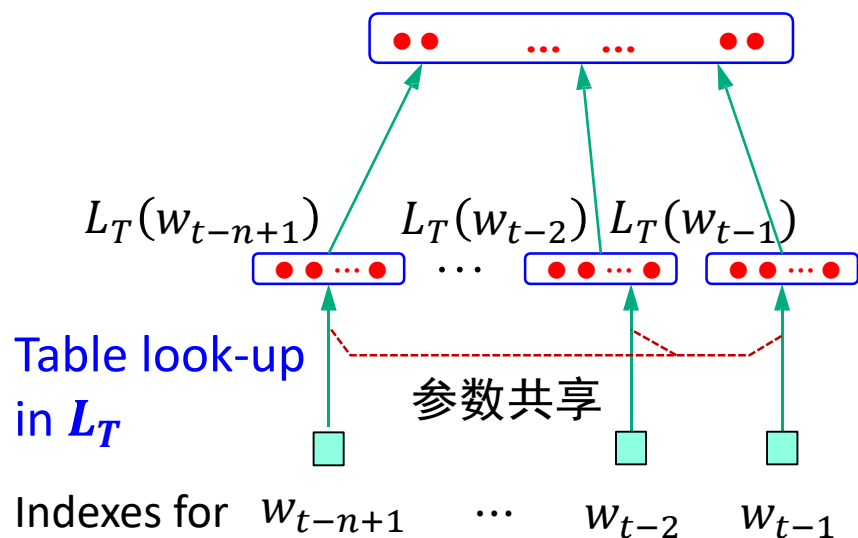 ... ...
L_T(w_{t-n+1}) L_T(w_{t-2}) L_T(w_{t-1})
... ... ... ...
Table look-up
in L_T
参数共享
Indexes for w_{t-n+1} ... w_{t-2} w_{t-1}